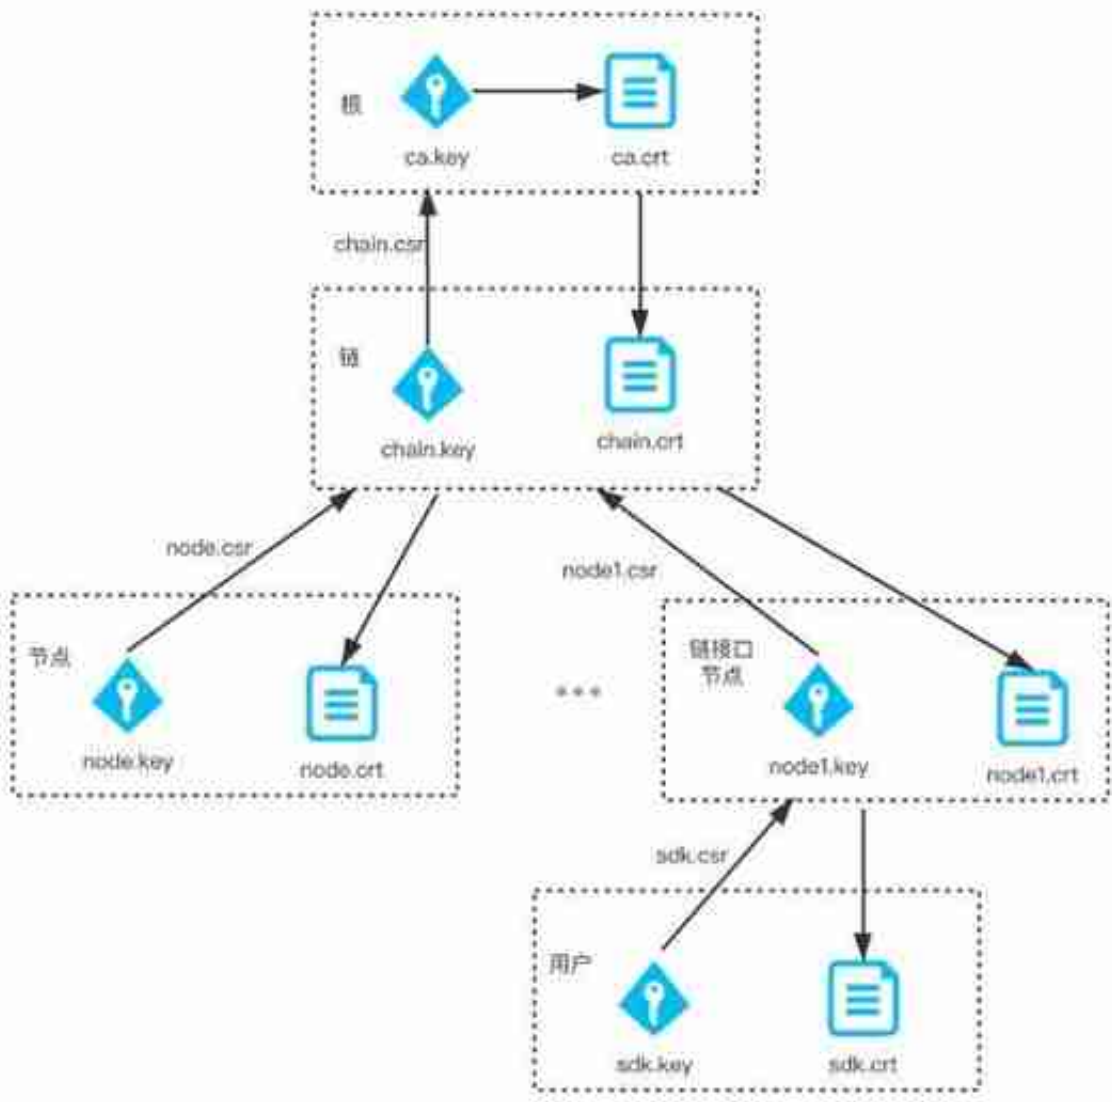 根
ca.key
ca.crt
chain.csr
链
chain.key
chain.crt
node.csr
node1.csr
节点
node.key
node.crt
链接口
节点
node1.key
node1.crt
sdk.csr
用户
sdk.key
sdk.crt